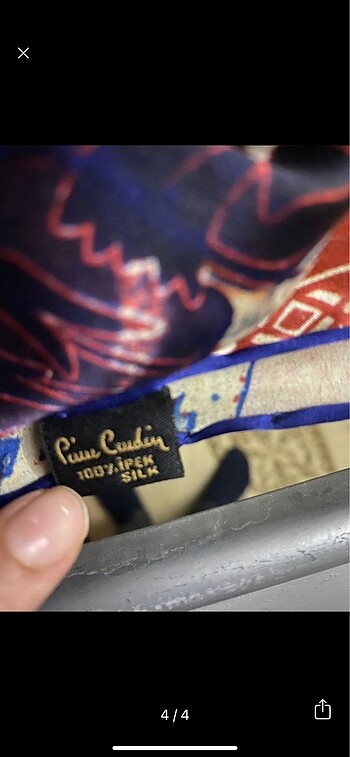 Pierre Cardin
100% İPEK
SILK
4 / 4